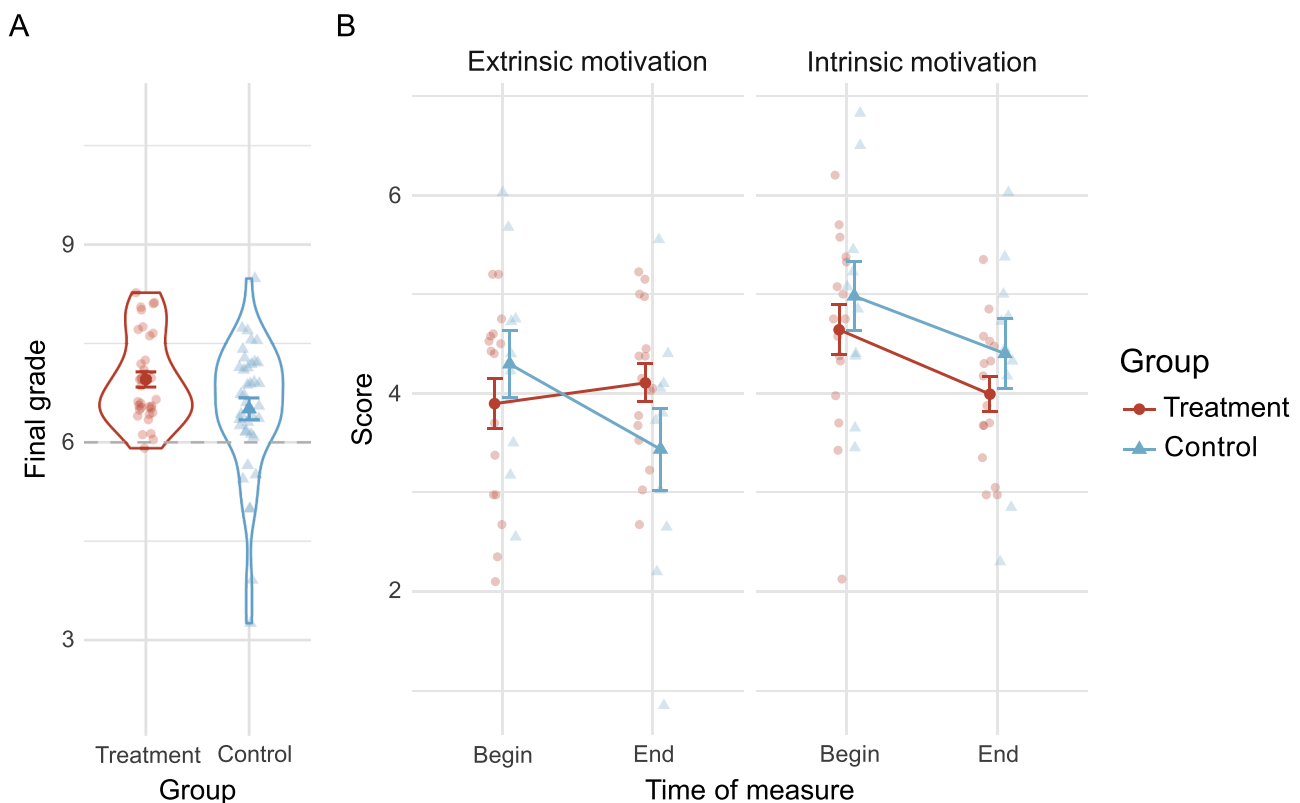 A
B
Extrinsic motivation
Intrinsic motivation
Final grade
9
6
3
Treatment
Control
Group
Score
6
4
2
Begin
End
Begin
End
Time of measure
Group
Treatment
Control